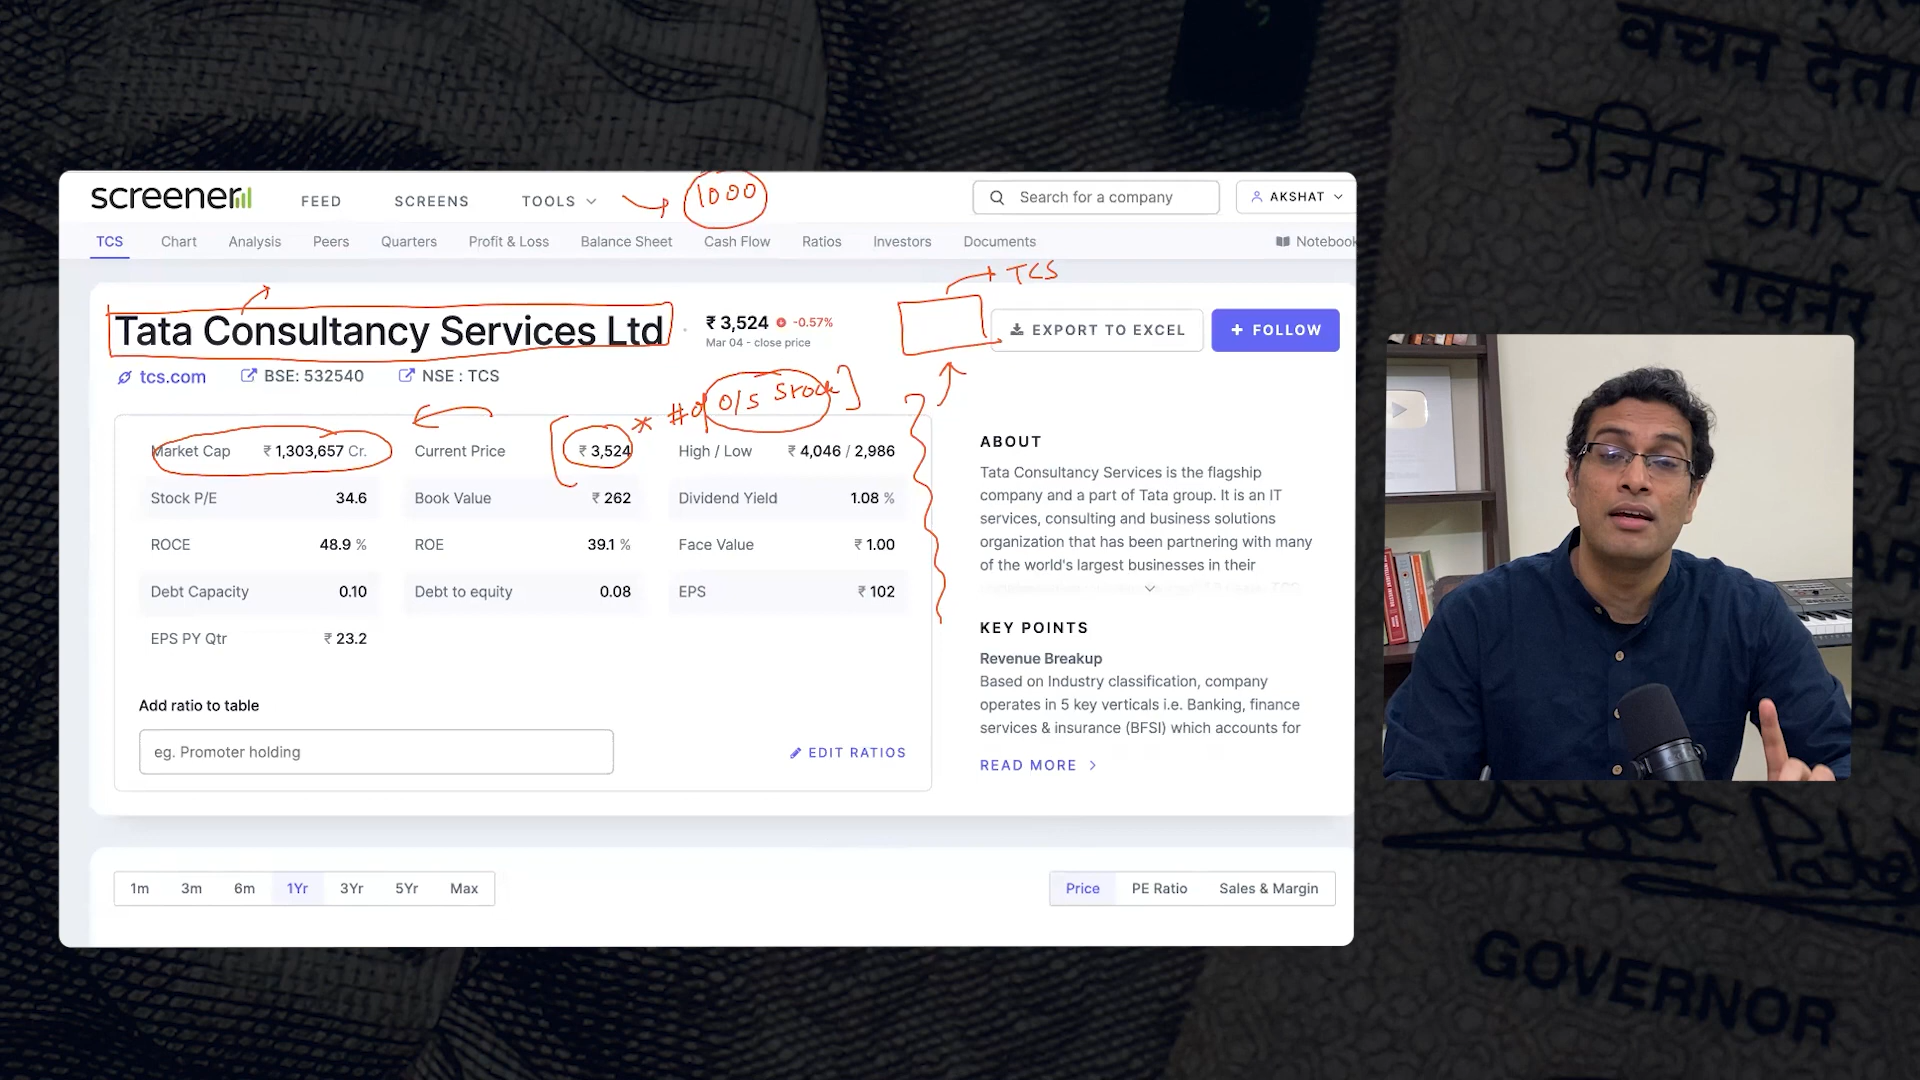 वचन देता
उर्जित आर
गवर्नर
screener
FEED
SCREENS
TOOLS
1000
Search for a company
AKSHAT
TCS
Chart
Analysis
Peers
Quarters
Profit & Loss
Balance Sheet
Cash Flow
Ratios
Investors
Documents
Notebook
TCS
Tata Consultancy Services Ltd
₹ 3,524 -0.57%
Mar 04 - close price
EXPORT TO EXCEL
+ FOLLOW
tcs.com
BSE: 532540
NSE : TCS
* #of o/s Stock]
Market Cap ₹ 1,303,657 Cr.
Current Price ₹ 3,524
High / Low ₹ 4,046 / 2,986
Stock P/E 34.6
Book Value ₹ 262
Dividend Yield 1.08 %
ROCE 48.9 %
ROE 39.1 %
Face Value ₹ 1.00
Debt Capacity 0.10
Debt to equity 0.08
EPS ₹ 102
EPS PY Qtr ₹ 23.2
Add ratio to table
eg. Promoter holding
EDIT RATIOS
ABOUT
Tata Consultancy Services is the flagship
company and a part of Tata group. It is an IT
services, consulting and business solutions
organization that has been partnering with many
of the world's largest businesses in their
KEY POINTS
Revenue Breakup
Based on Industry classification, company
operates in 5 key verticals i.e. Banking, finance
services & insurance (BFSI) which accounts for
READ MORE
1m
3m
6m
1Yr
3Yr
5Yr
Max
Price
PE Ratio
Sales & Margin
GOVERNOR